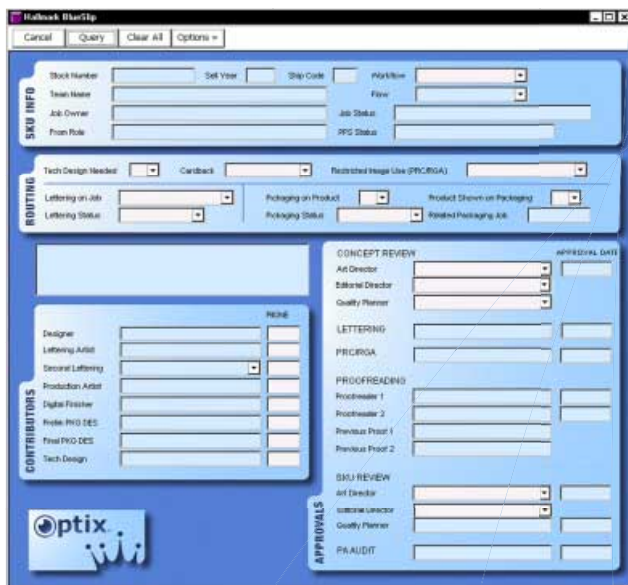 Hallmark BlueSlip
Cancel Query Clear All Options
SKU INFO
Stock Number Sell Year Ship Code Workflow
Team Name Flow
Job Owner Job Status
From Role PPS Status
ROUTING
Tech Design Needed Cardback Restricted Image Use (PRC/RGA)
Lettering on Job Packaging on Product Product Shown on Packaging
Lettering Status Packaging Status Related Packaging Job
CONTRIBUTORS
PHONE
Designer
Lettering Artist
Second Lettering
Production Artist
Digital Finisher
Prelim PKG DES
Final PKG DES
Tech Design
APPROVALS
CONCEPT REVIEW APPROVAL DATE
Art Director
Editorial Director
Quality Planner
LETTERING
PRC/RGA
PROOFREADING
Proofreader 1
Proofreader 2
Previous Proof 1
Previous Proof 2
SKU REVIEW
Art Director
Editorial Director
Quality Planner
PA AUDIT
Optix